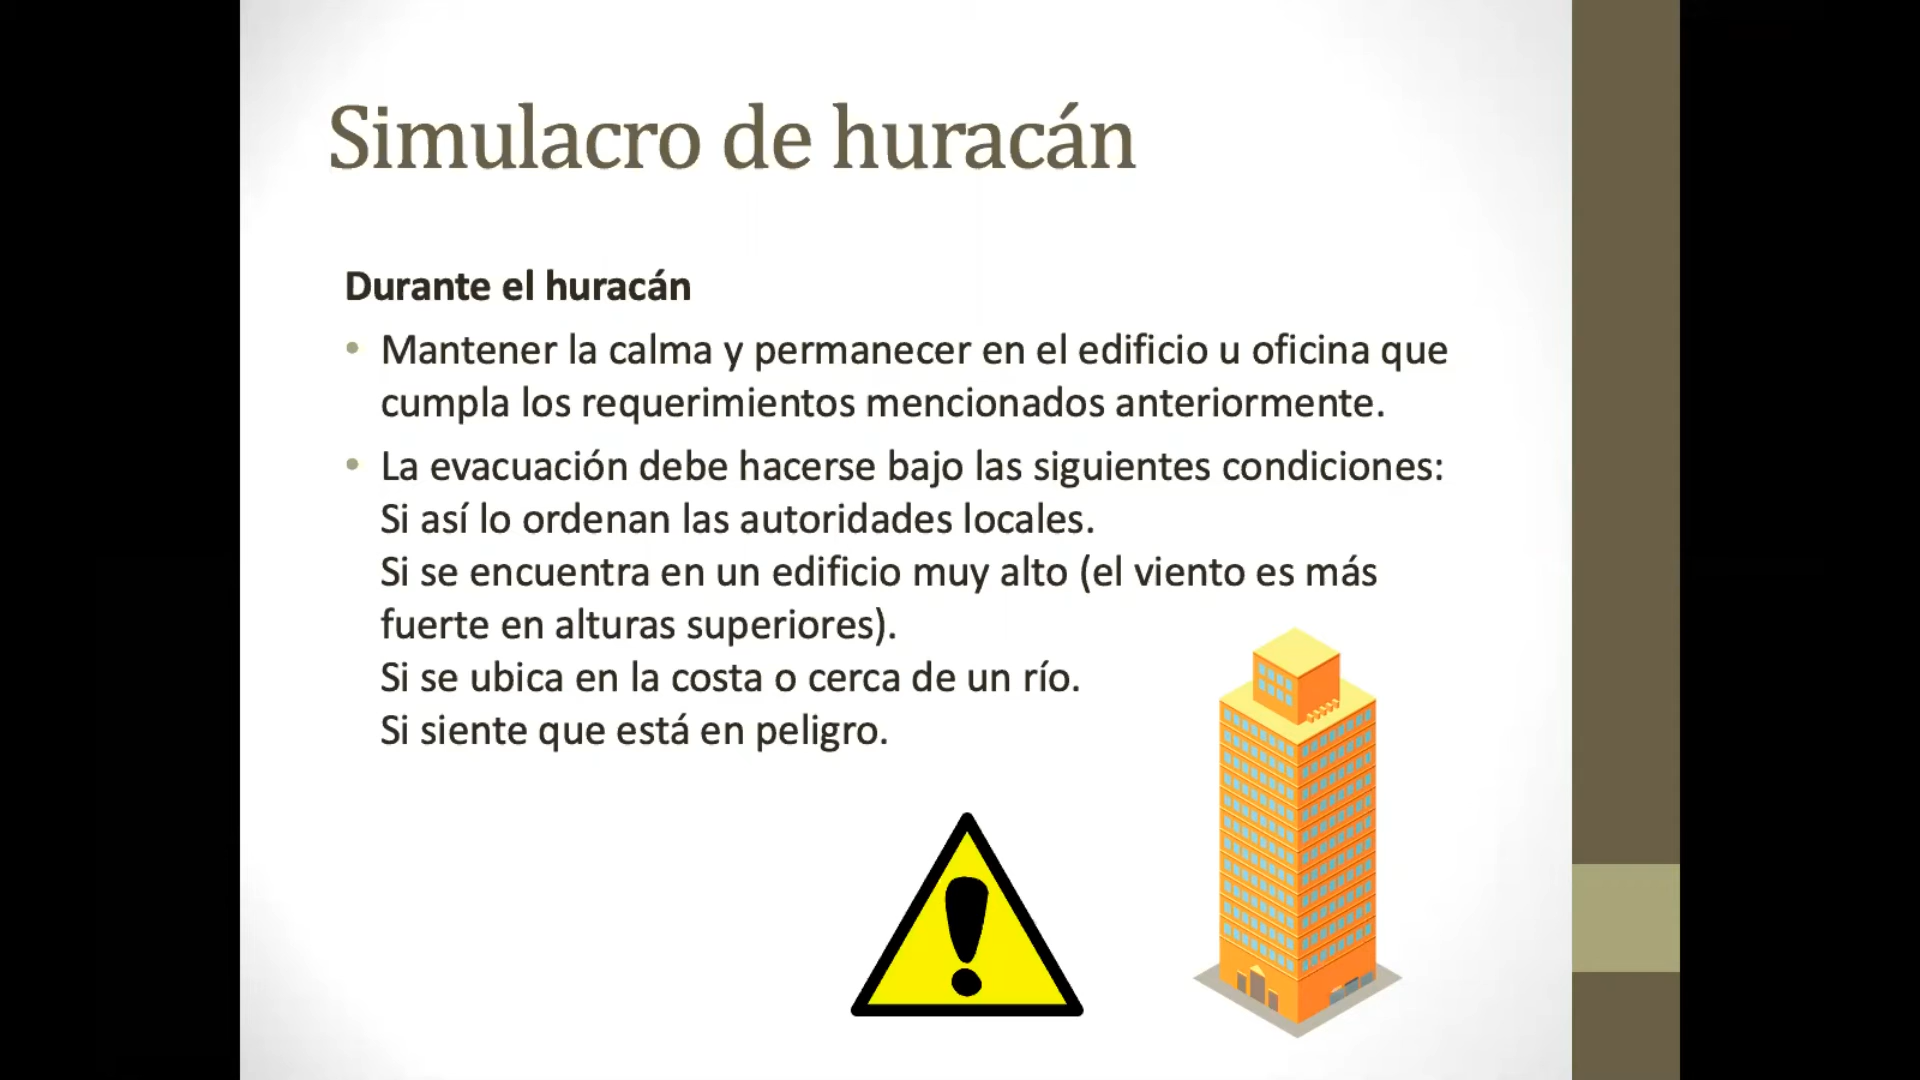 Simulacro de huracán
Durante el huracán
• Mantener la calma y permanecer en el edificio u oficina que
cumpla los requerimientos mencionados anteriormente.
• La evacuación debe hacerse bajo las siguientes condiciones:
Si así lo ordenan las autoridades locales.
Si se encuentra en un edificio muy alto (el viento es más
fuerte en alturas superiores).
Si se ubica en la costa o cerca de un río.
Si siente que está en peligro.